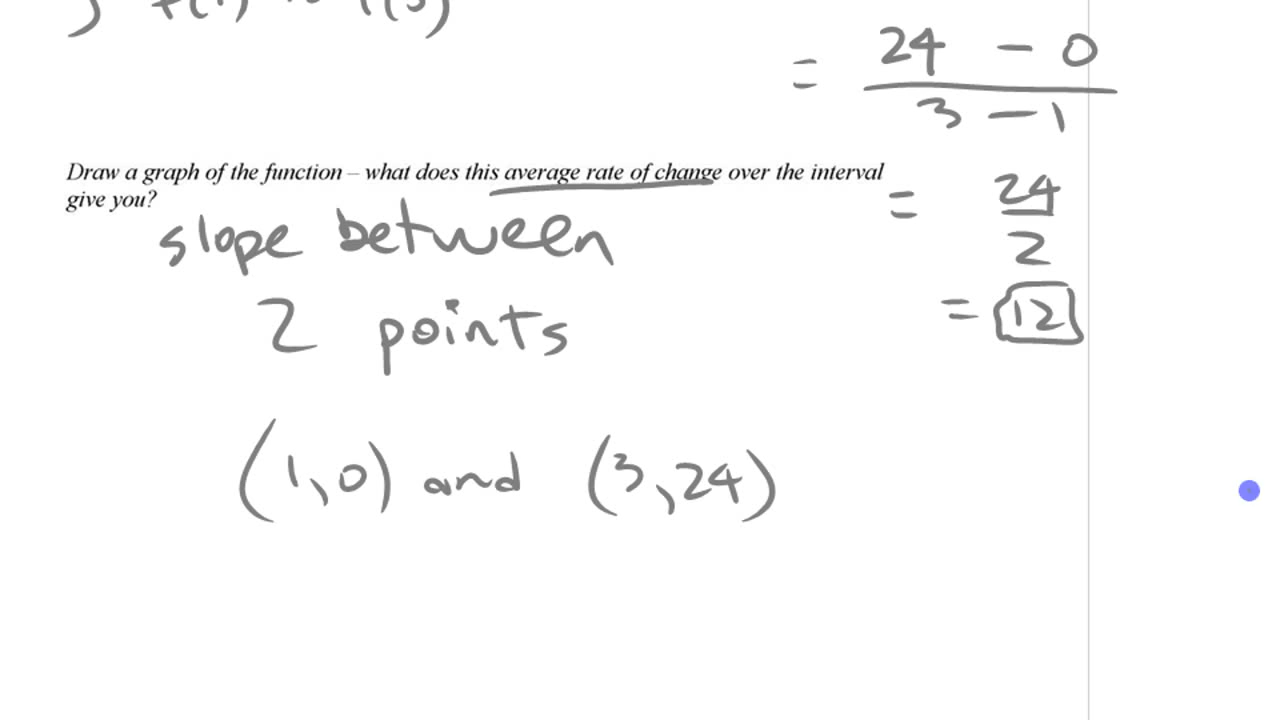 24 - 0
=
3 - 1
Draw a graph of the function – what does this average rate of change over the interval
give you?
= 24
2
slope between
= 12
2 points
(1,0) and (3,24)